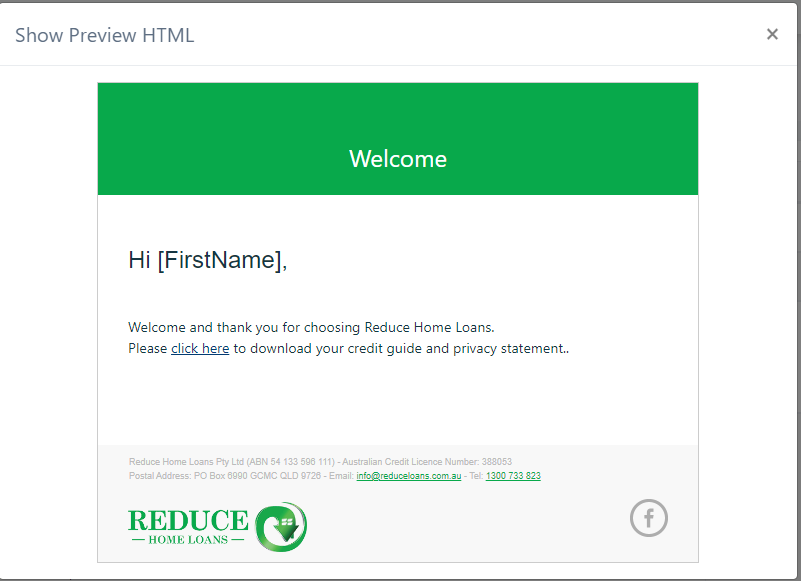 Show Preview HTML
×
Welcome
Hi [FirstName],
Welcome and thank you for choosing Reduce Home Loans.
Please click here to download your credit guide and privacy statement..
Reduce Home Loans Pty Ltd (ABN 54 133 596 111) - Australian Credit Licence Number: 388053
Postal Address: PO Box 6990 GCMC QLD 9726 - Email: info@reduceloans.com.au - Tel: 1300 733 823
REDUCE
HOME LOANS
f